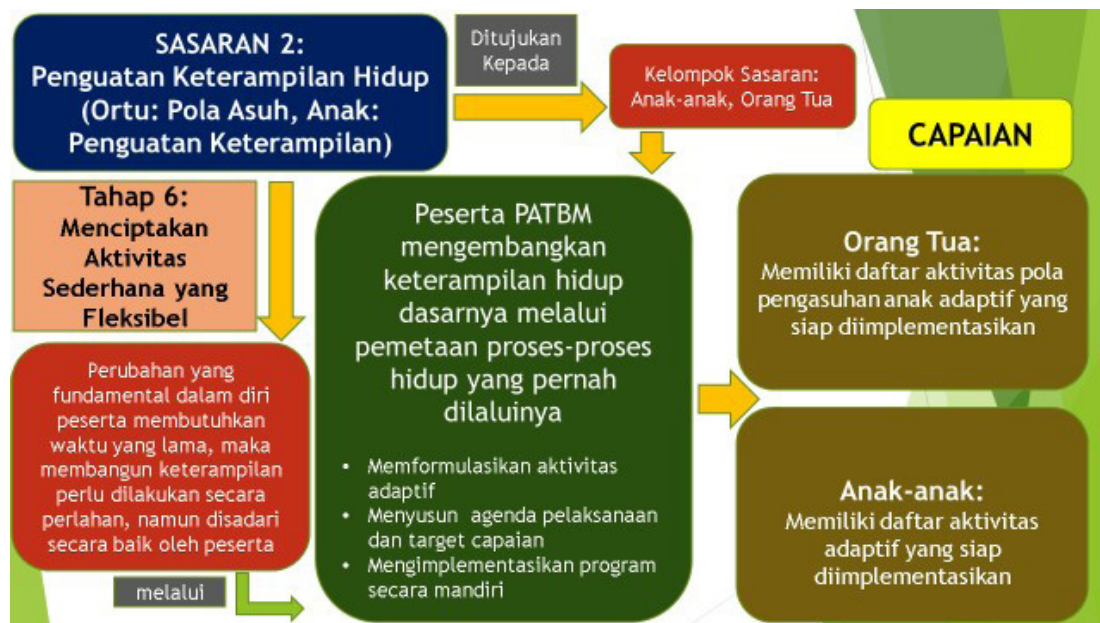 SASARAN 2:
Penguatan Keterampilan Hidup
(Ortu: Pola Asuh, Anak:
Penguatan Keterampilan)
Ditujukan
Kepada
Kelompok Sasaran:
Anak-anak, Orang Tua
CAPAIAN
Tahap 6:
Menciptakan
Aktivitas
Sederhana yang
Fleksibel
Perubahan yang
fundamental dalam diri
peserta membutuhkan
waktu yang lama, maka
membangun keterampilan
perlu dilakukan secara
perlahan, namun disadari
secara baik oleh peserta
melalui
Peserta PATBM
mengembangkan
keterampilan hidup
dasarnya melalui
pemetaan proses-proses
hidup yang pernah
dilaluinya
• Memformulasikan aktivitas
adaptif
• Menyusun agenda pelaksanaan
dan target capaian
• Mengimplementasikan program
secara mandiri
Orang Tua:
Memiliki daftar aktivitas pola
pengasuhan anak adaptif yang
siap diimplementasikan
Anak-anak:
Memiliki daftar aktivitas
adaptif yang siap
diimplementasikan